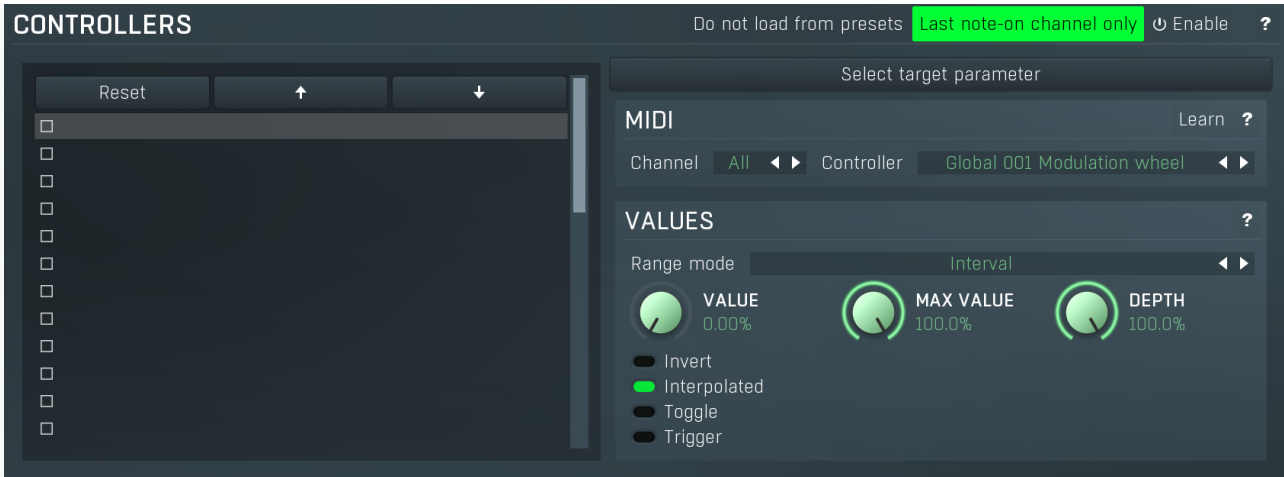 CONTROLLERS
Do not load from presets Last note-on channel only Enable ?
Reset
Select target parameter
MIDI Learn ?
Channel All Controller Global 001 Modulation wheel
VALUES ?
Range mode Interval
VALUE
0.00%
MAX VALUE
100.0%
DEPTH
100.0%
Invert
Interpolated
Toggle
Trigger